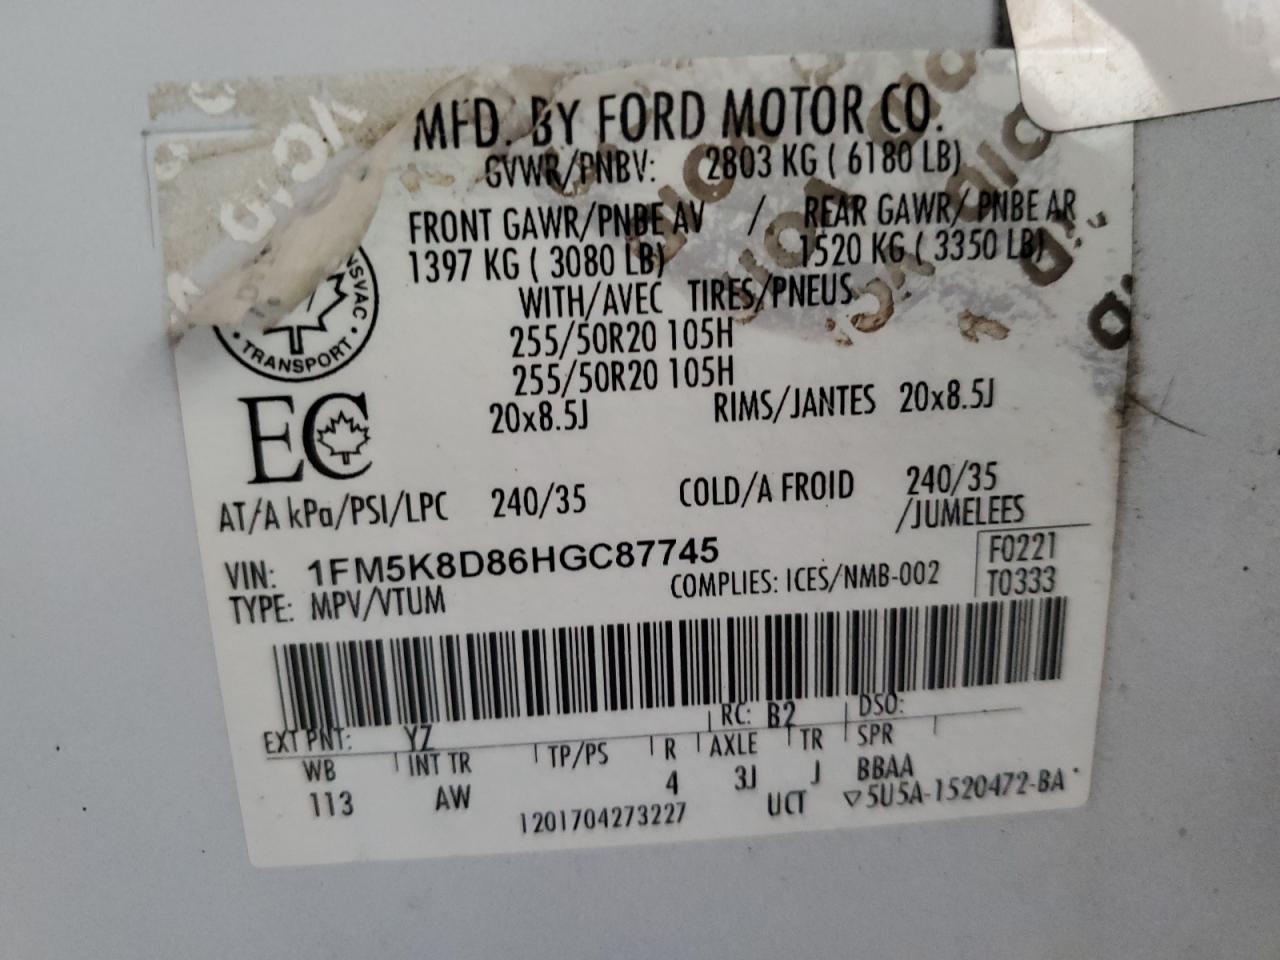 MFD. BY FORD MOTOR CO.
GVWR/PNBV: 2803 KG ( 6180 LB)
FRONT GAWR/PNBE AV / REAR GAWR/ PNBE AR
1397 KG ( 3080 LB) 1520 KG ( 3350 LB)
WITH/AVEC TIRES/PNEUS
255/50R20 105H
255/50R20 105H
20x8.5J RIMS/JANTES 20x8.5J
TRANSPORT
EC
AT/A kPa/PSI/LPC 240/35 COLD/A FROID 240/35
/JUMELEES
VIN: 1FM5K8D86HGC87745 F0221
TYPE: MPV/VTUM COMPLIES: ICES/NMB-002 T0333
EXT PNT: YZ RC: B2 DSO:
WB INT TR TP/PS R AXLE TR SPR
113 AW 4 3J J BBAA
1201704273227 UCT ▽5U5A-1520472-BA